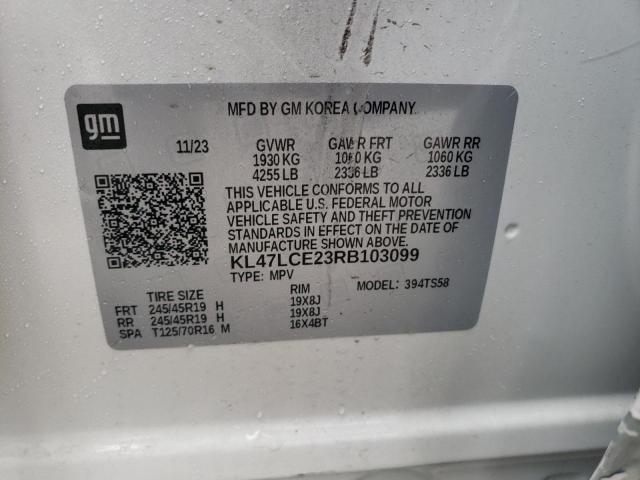 gm
MFD BY GM KOREA COMPANY
11/23 GVWR GAWR FRT GAWR RR
1930 KG 1060 KG 1060 KG
4255 LB 2336 LB 2336 LB
THIS VEHICLE CONFORMS TO ALL
APPLICABLE U.S. FEDERAL MOTOR
VEHICLE SAFETY AND THEFT PREVENTION
STANDARDS IN EFFECT ON THE DATE OF
MANUFACTURE SHOWN ABOVE.
KL47LCE23RB103099
TYPE: MPV
TIRE SIZE RIM MODEL: 394TS58
FRT 245/45R19 H 19X8J
RR 245/45R19 H 19X8J
SPA T125/70R16 M 16X4BT